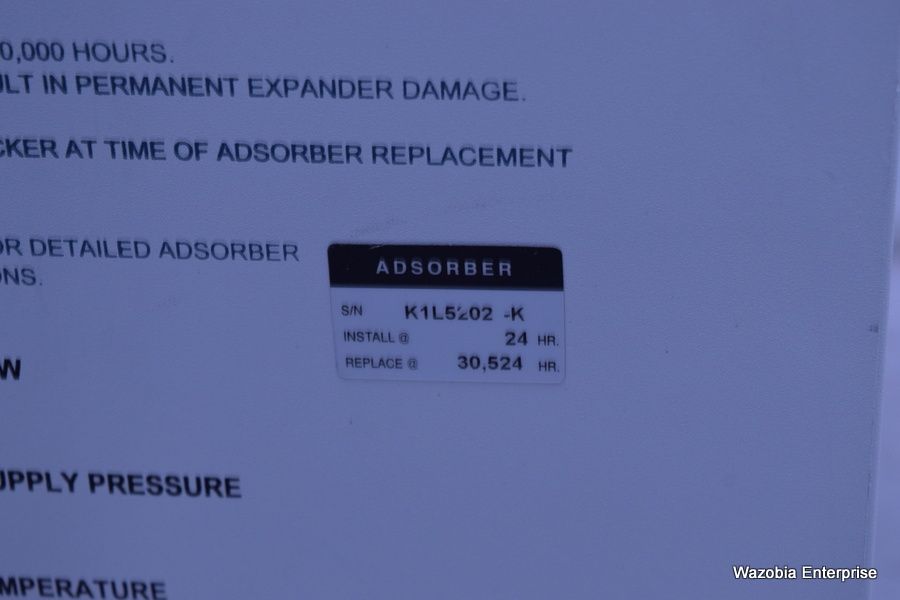 0,000 HOURS.
ULT IN PERMANENT EXPANDER DAMAGE.
CKER AT TIME OF ADSORBER REPLACEMENT
OR DETAILED ADSORBER
ONS.
ADSORBER
S/N K1L5202 -K
INSTALL @ 24 HR.
REPLACE @ 30,524 HR.
W
UPPLY PRESSURE
MPERATURE
Wazobia Enterprise